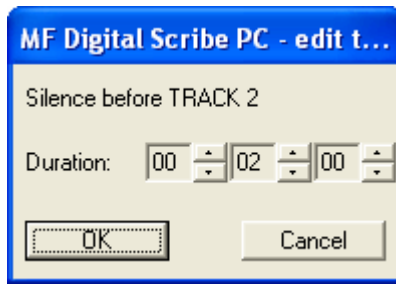 MF Digital Scribe PC - edit t...
Silence before TRACK 2
Duration: 00 02 00
OK Cancel